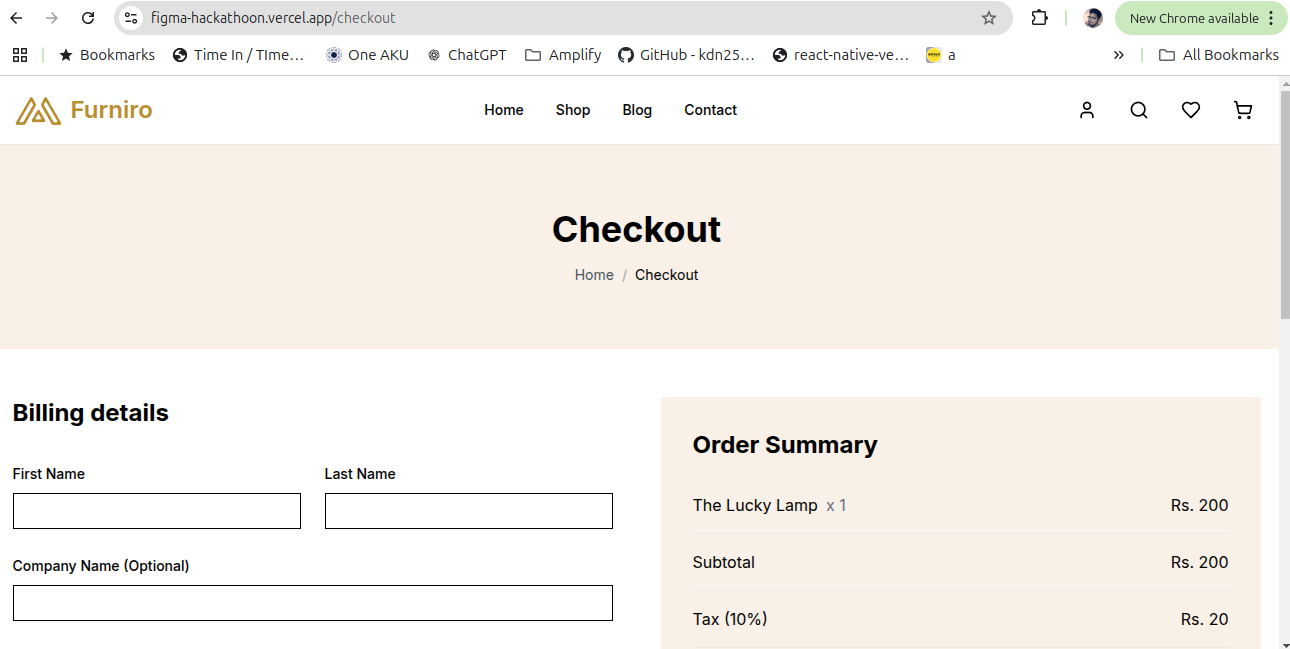 figma-hackathoon.vercel.app/checkout
New Chrome available
Bookmarks
Time In / TIme...
One AKU
ChatGPT
Amplify
GitHub - kdn25...
react-native-ve...
a
All Bookmarks
Furniro
Home
Shop
Blog
Contact
Checkout
Home / Checkout
Billing details
First Name
Last Name
Company Name (Optional)
Order Summary
The Lucky Lamp x 1 Rs. 200
Subtotal Rs. 200
Tax (10%) Rs. 20